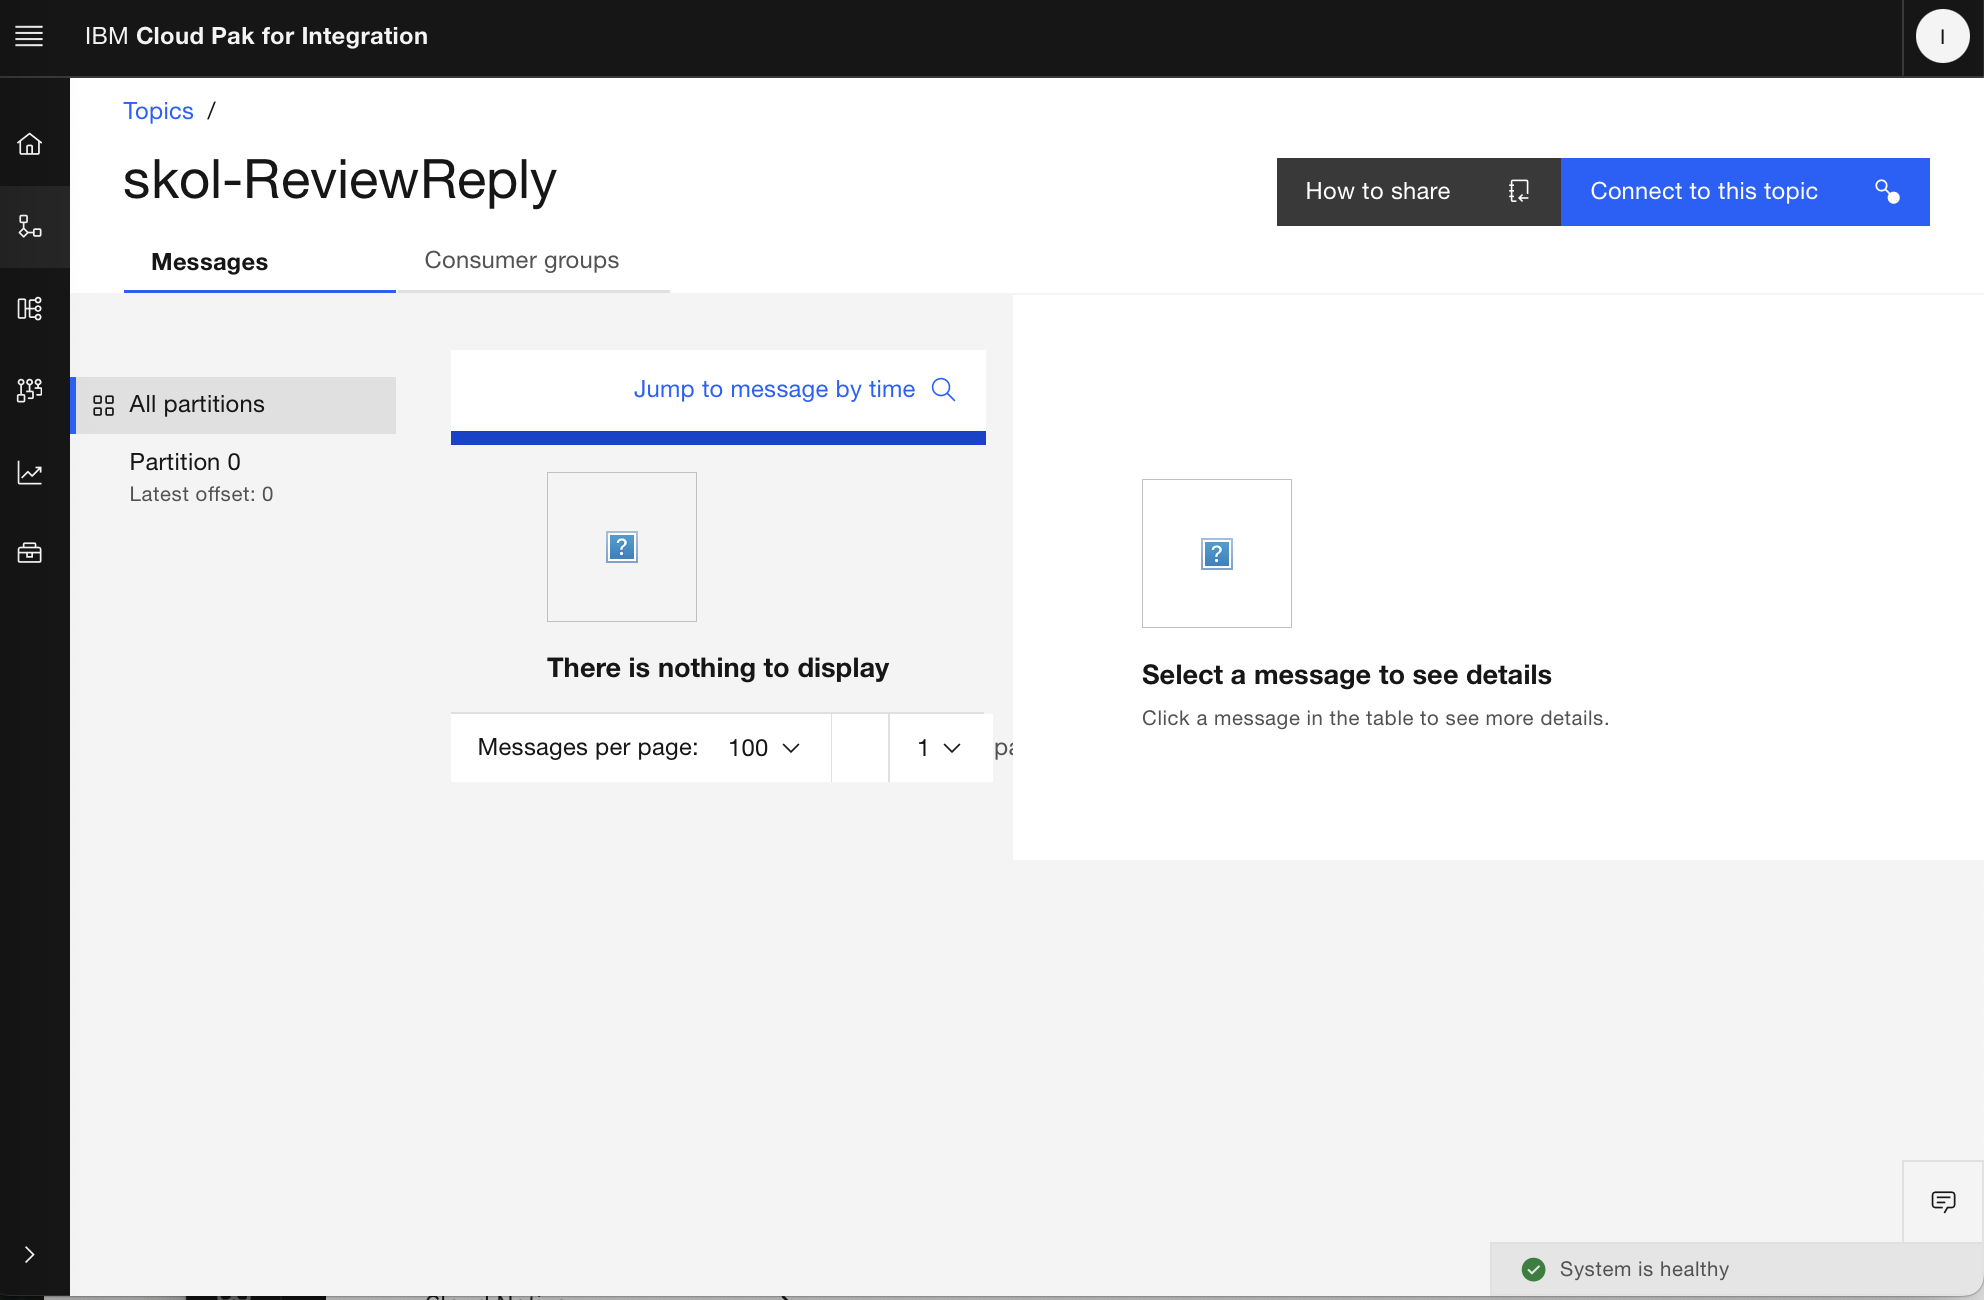 IBM Cloud Pak for Integration
I
Topics /
skol-ReviewReply
How to share
Connect to this topic
Messages
Consumer groups
All partitions
Jump to message by time
Partition 0
Latest offset: 0
?
?
There is nothing to display
Select a message to see details
Click a message in the table to see more details.
Messages per page: 100
1
pa
System is healthy